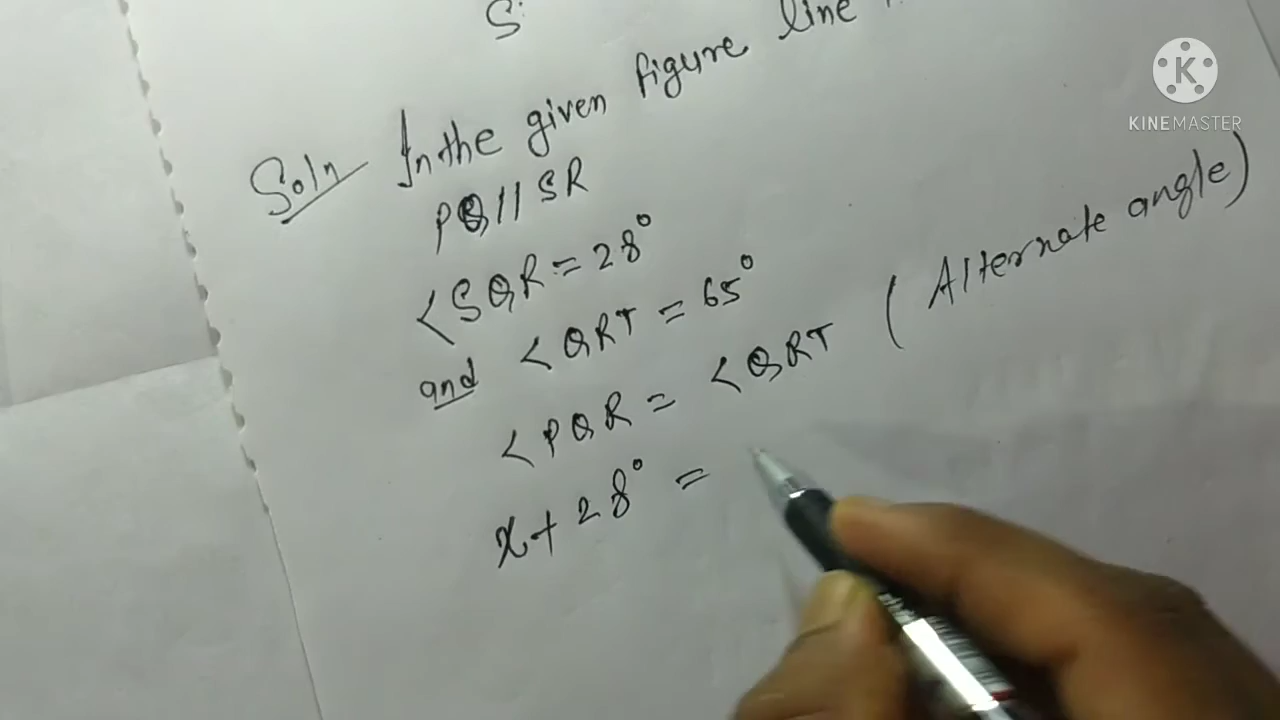 S
Soln In the given figure line
PQ || SR
<SQR = 28°
and <QRT = 65°
<PQR = <QRT (Alternate angle)
x + 28° =
K
KINEMASTER